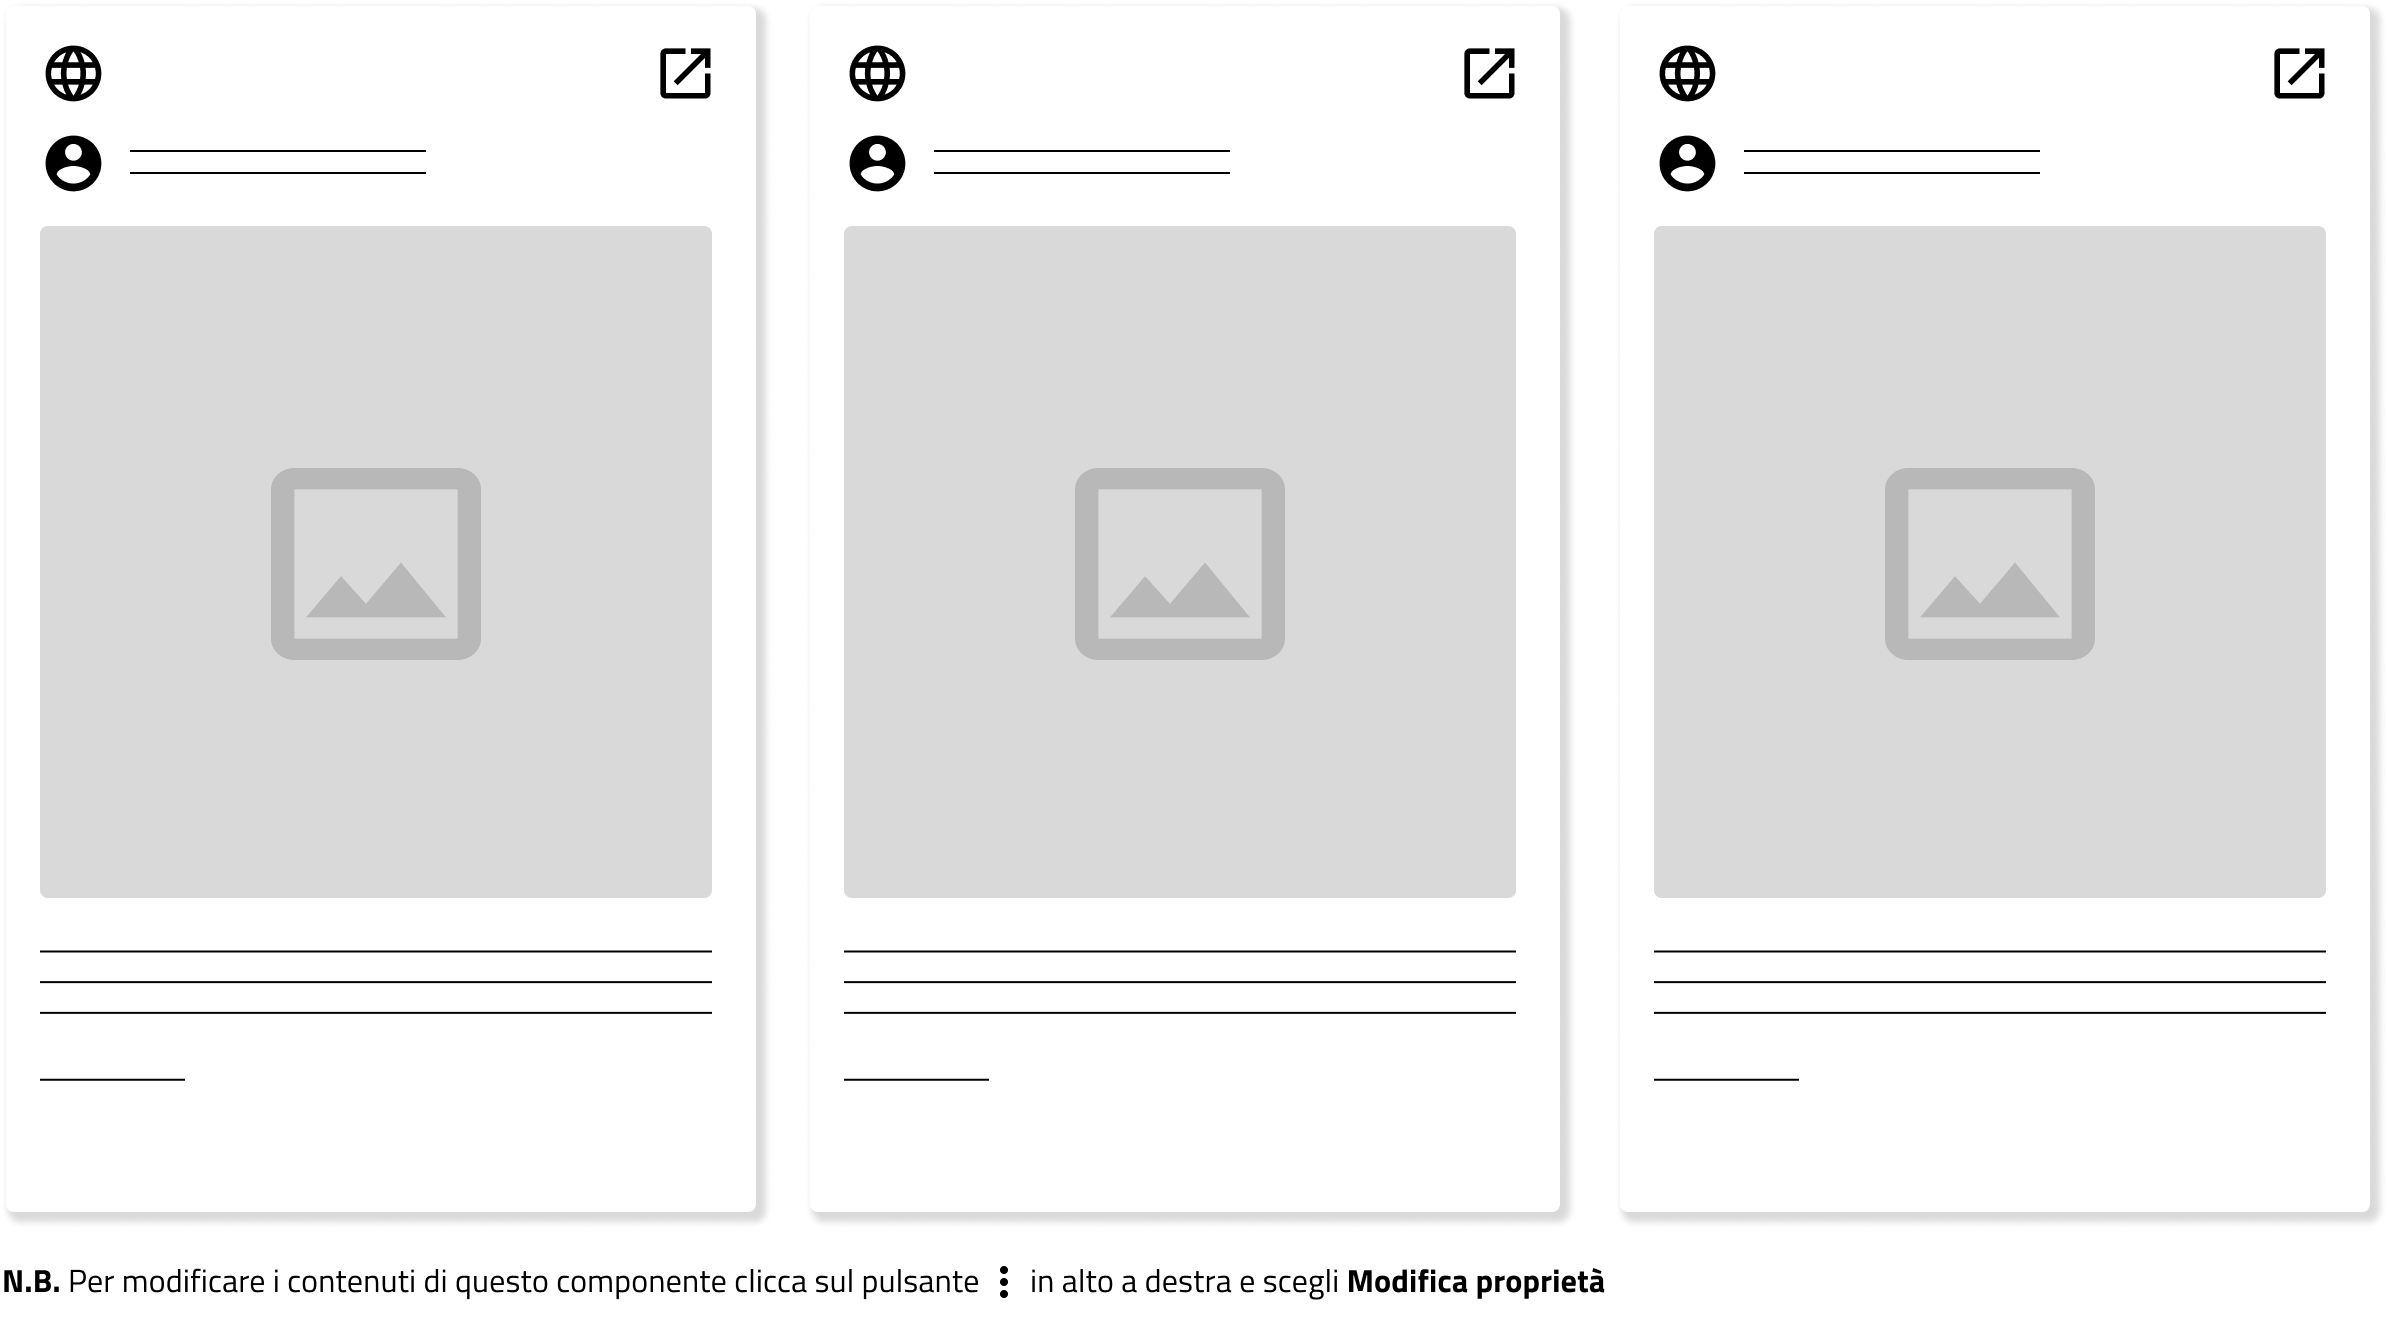 N.B. Per modificare i contenuti di questo componente clicca sul pulsante in alto a destra e scegli Modifica proprietà